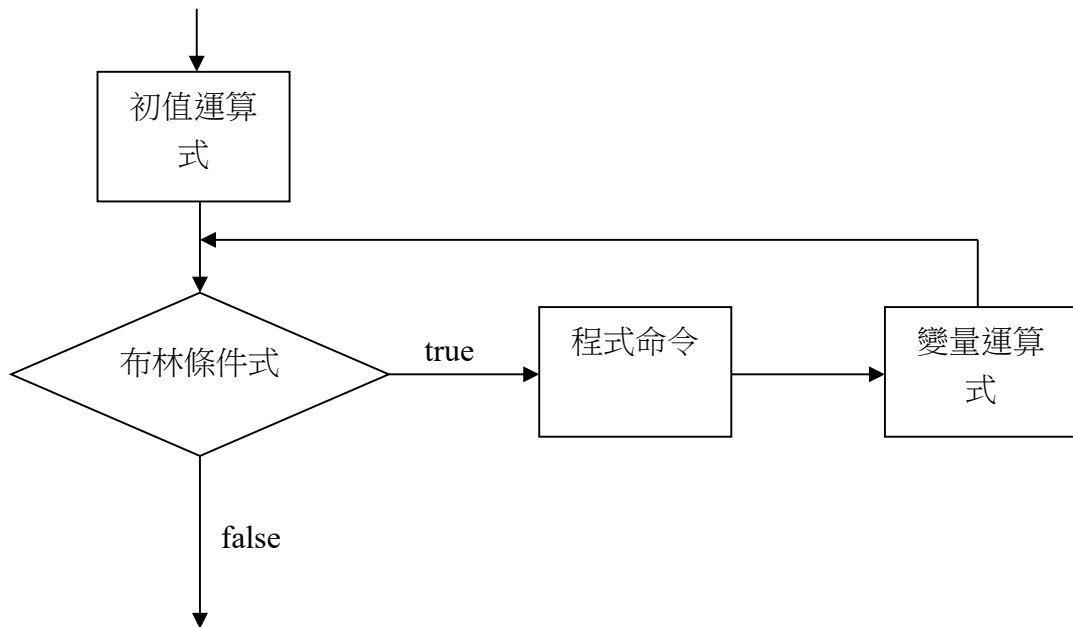 初值運算
式
布林條件式
true
程式命令
變量運算
式
false